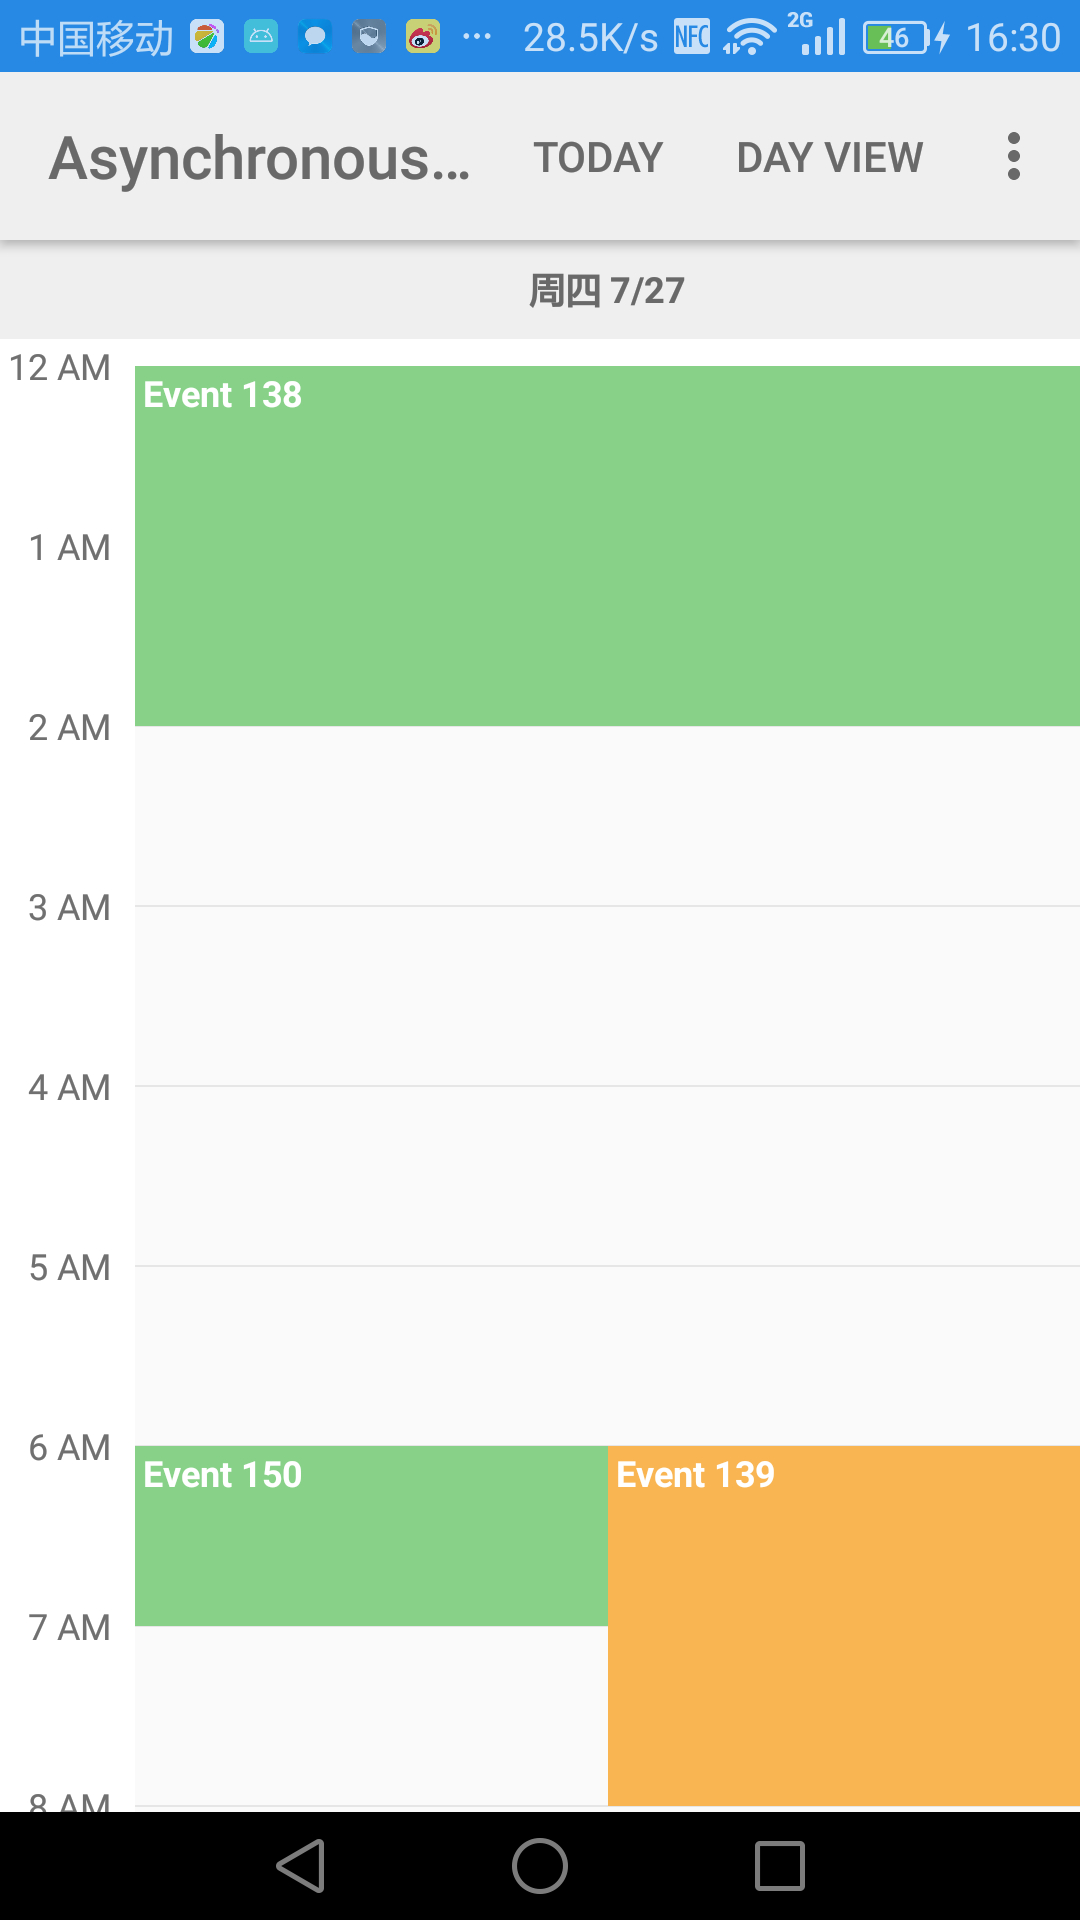 中国移动 28.5K/s NFC 2G 46 16:30
Asynchronous... TODAY DAY VIEW
周四 7/27
12 AM
Event 138
1 AM
2 AM
3 AM
4 AM
5 AM
6 AM
Event 150 Event 139
7 AM
8 AM